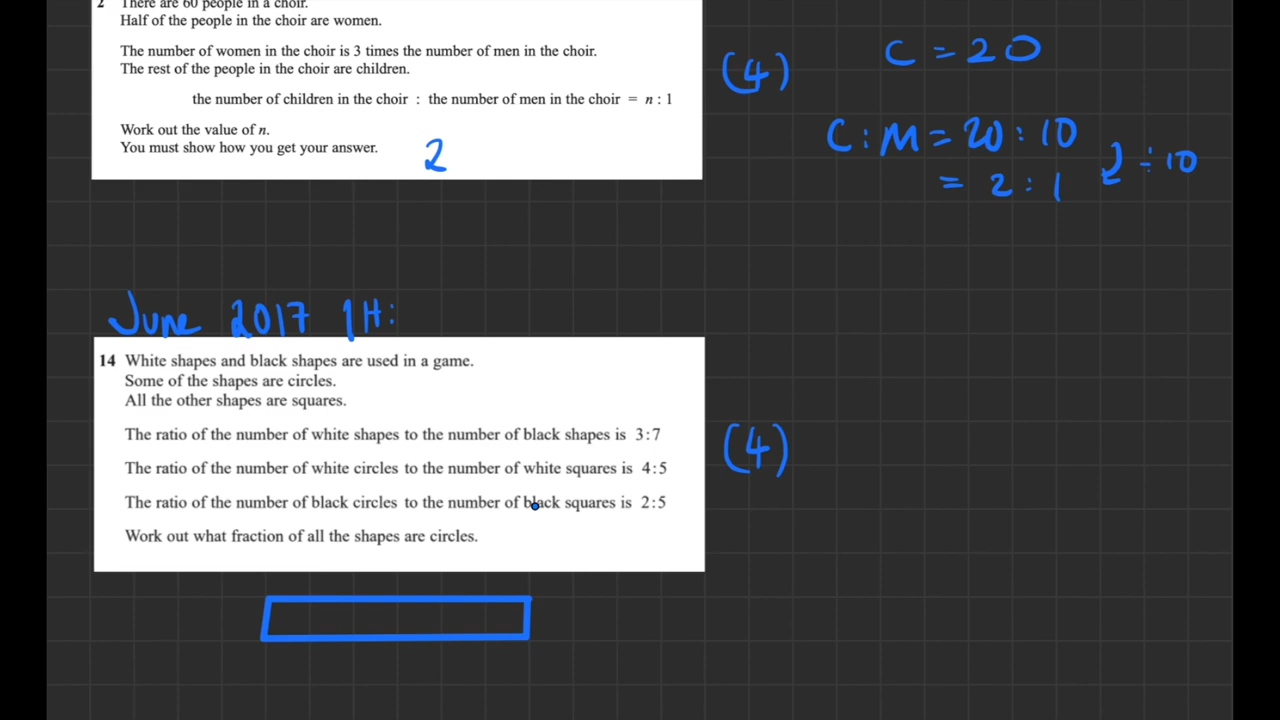 2 There are 60 people in a choir.
Half of the people in the choir are women.
The number of women in the choir is 3 times the number of men in the choir.
The rest of the people in the choir are children.
the number of children in the choir : the number of men in the choir = n : 1
Work out the value of n.
You must show how you get your answer.
2
(4)
C = 20
C : M = 20 : 10
= 2 : 1
÷ 10
June 2017 1H:
14 White shapes and black shapes are used in a game.
Some of the shapes are circles.
All the other shapes are squares.
The ratio of the number of white shapes to the number of black shapes is 3:7
The ratio of the number of white circles to the number of white squares is 4:5
The ratio of the number of black circles to the number of black squares is 2:5
Work out what fraction of all the shapes are circles.
(4)